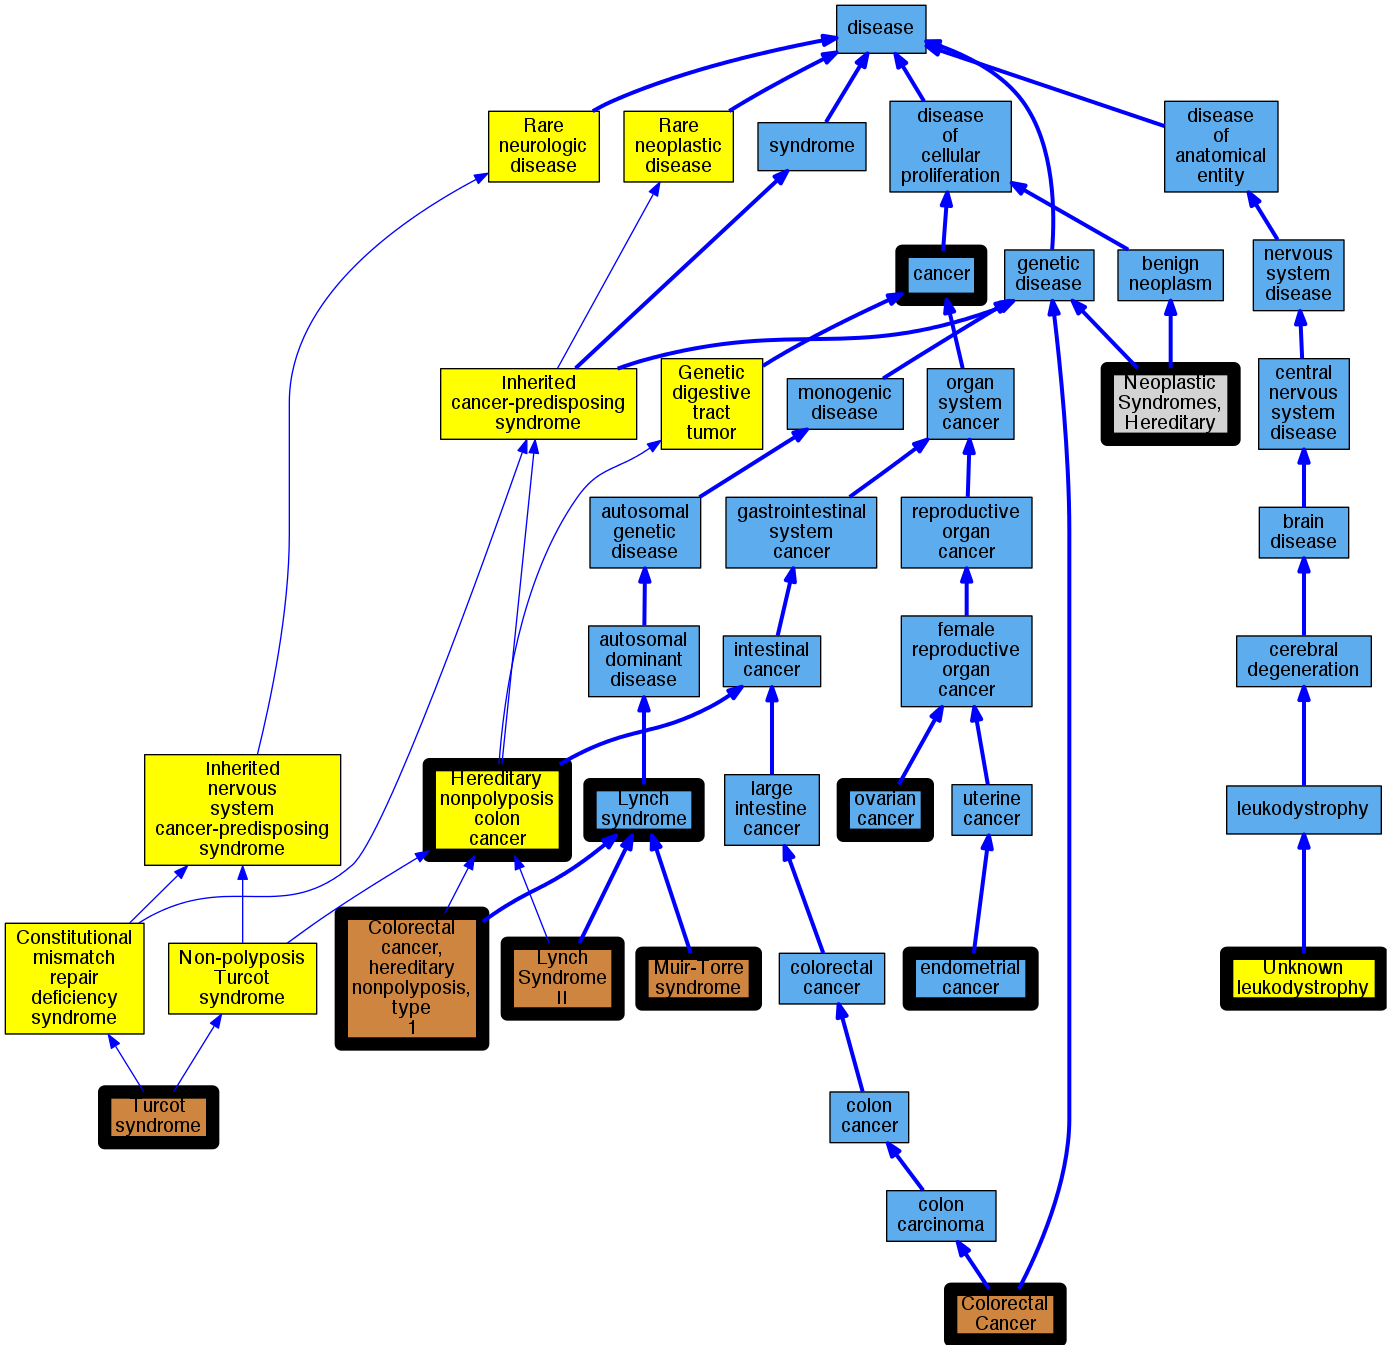 disease
Rare
neurologic
disease
Rare
neoplastic
disease
syndrome
disease
of
cellular
proliferation
disease
of
anatomical
entity
cancer
genetic
disease
benign
neoplasm
nervous
system
disease
Inherited
cancer-predisposing
syndrome
Genetic
digestive
tract
tumor
monogenic
disease
organ
system
cancer
Neoplastic
Syndromes,
Hereditary
central
nervous
system
disease
autosomal
genetic
disease
gastrointestinal
system
cancer
reproductive
organ
cancer
brain
disease
autosomal
dominant
disease
intestinal
cancer
female
reproductive
organ
cancer
cerebral
degeneration
Inherited
nervous
system
cancer-predisposing
syndrome
Hereditary
nonpolyposis
colon
cancer
Lynch
syndrome
large
intestine
cancer
ovarian
cancer
uterine
cancer
leukodystrophy
Constitutional
mismatch
repair
deficiency
syndrome
Non-polyposis
Turcot
syndrome
Colorectal
cancer,
hereditary
nonpolyposis,
type
1
Lynch
Syndrome
II
Muir-Torre
syndrome
colorectal
cancer
endometrial
cancer
Unknown
leukodystrophy
Turcot
syndrome
colon
cancer
colon
carcinoma
Colorectal
Cancer